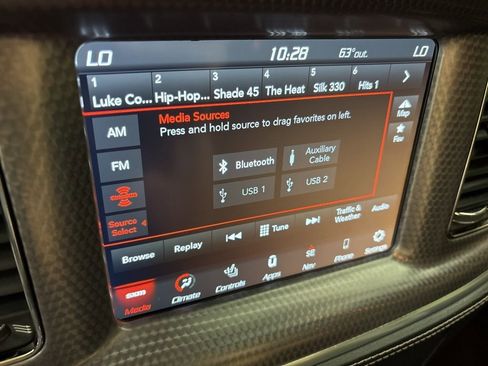 LO 10:28 63°out. LO
1 2 3 4 5 6
Luke Co... Hip-Hop... Shade 45 The Heat Silk 330 Hits 1
Media Sources
Press and hold source to drag favorites on left.
AM
FM
Source
Select
Bluetooth
Auxiliary
Cable
USB 1
USB 2
Map
Fav
Browse Replay Tune Traffic &
Weather Audio
SXM
Media Climate Controls Apps Nav Phone Settings
SE